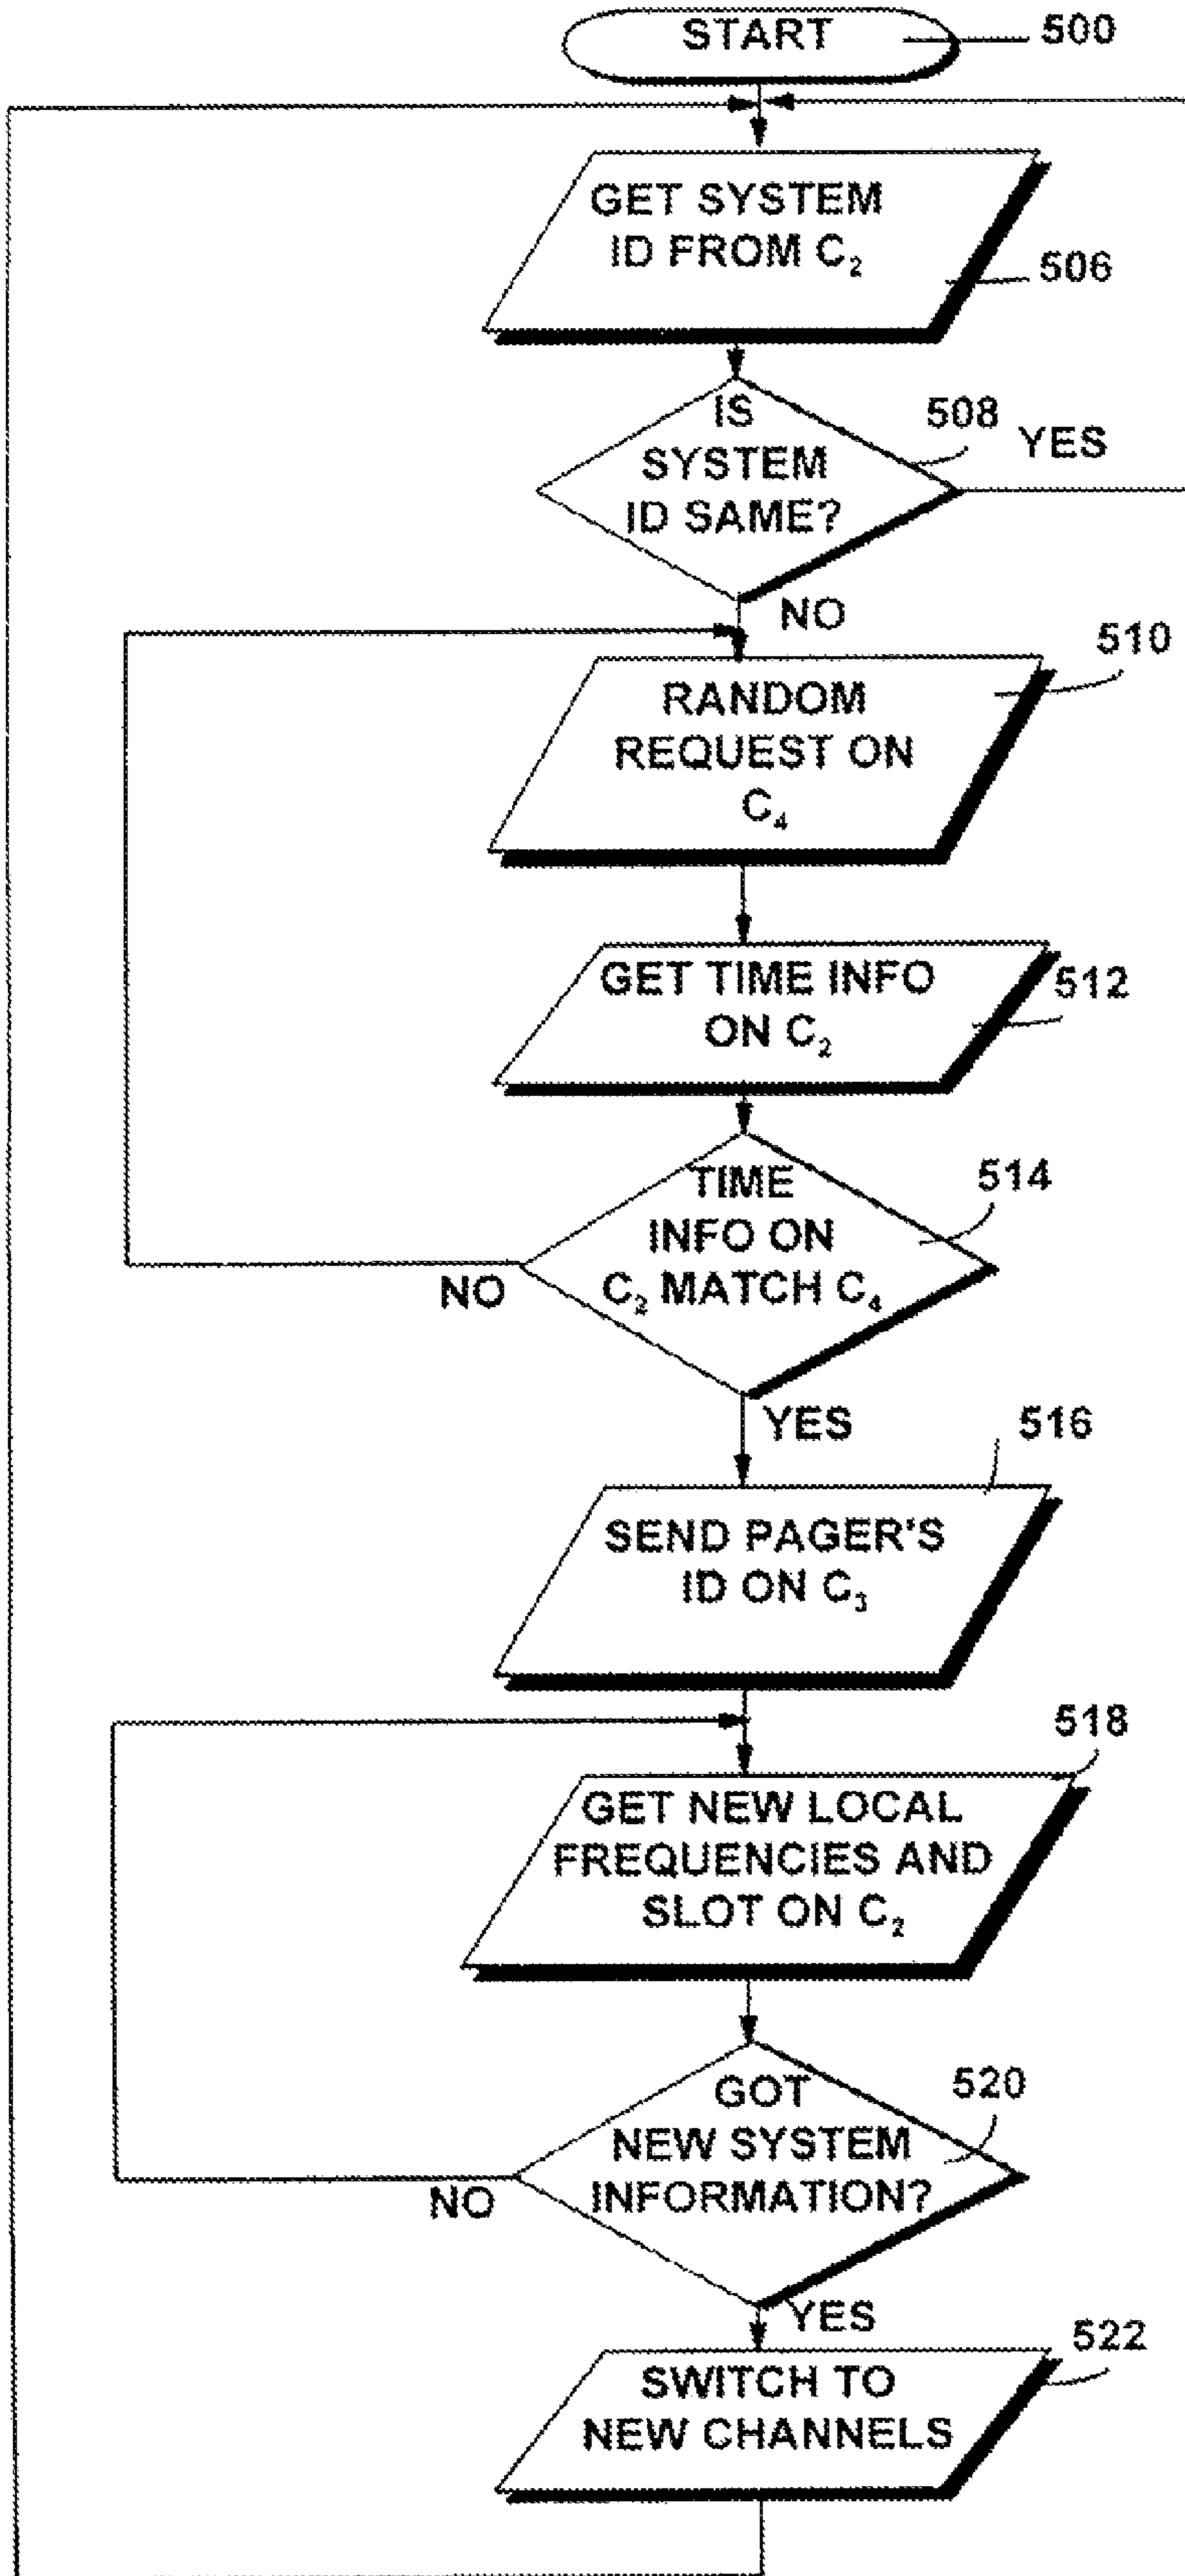 START
500
GET SYSTEM
ID FROM C₂
506
IS
SYSTEM
ID SAME?
508
YES
NO
510
RANDOM
REQUEST ON
C₄
GET TIME INFO
ON C₂
512
TIME
INFO ON
C₂ MATCH C₄
514
NO
YES
516
SEND PAGER'S
ID ON C₃
518
GET NEW LOCAL
FREQUENCIES AND
SLOT ON C₂
GOT
NEW SYSTEM
INFORMATION?
520
NO
YES
522
SWITCH TO
NEW CHANNELS